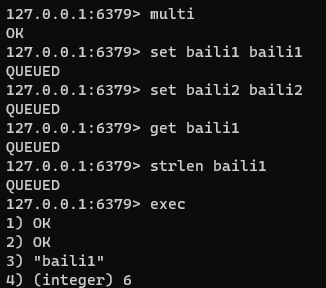 127.0.0.1:6379> multi
OK
127.0.0.1:6379> set baili1 baili1
QUEUED
127.0.0.1:6379> set baili2 baili2
QUEUED
127.0.0.1:6379> get baili1
QUEUED
127.0.0.1:6379> strlen baili1
QUEUED
127.0.0.1:6379> exec
1) OK
2) OK
3) "baili1"
4) (integer) 6